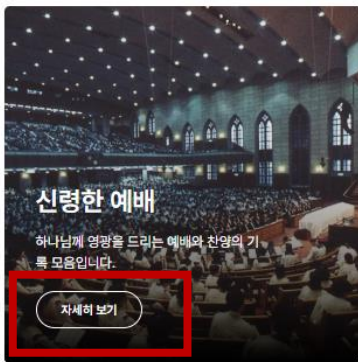 신령한 예배
하나님께 영광을 드리는 예배와 찬양의 기
록 모음입니다.
자세히 보기